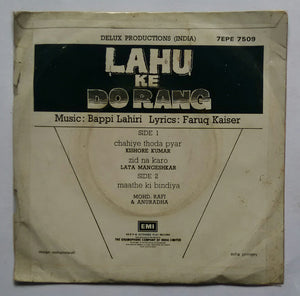 DELUX PRODUCTIONS (INDIA) 7EPE 7509
LAHU
KE
DO RANG
Music: Bappi Lahiri Lyrics: Faruq Kaiser
SIDE 1
chahiye thoda pyar
KISHORE KUMAR
zid na karo
LATA MANGESHKAR
SIDE 2
maathe ki bindiya
MOHD. RAFI
& ANURADHA
EMI
THE GRAMOPHONE COMPANY OF INDIA LIMITED